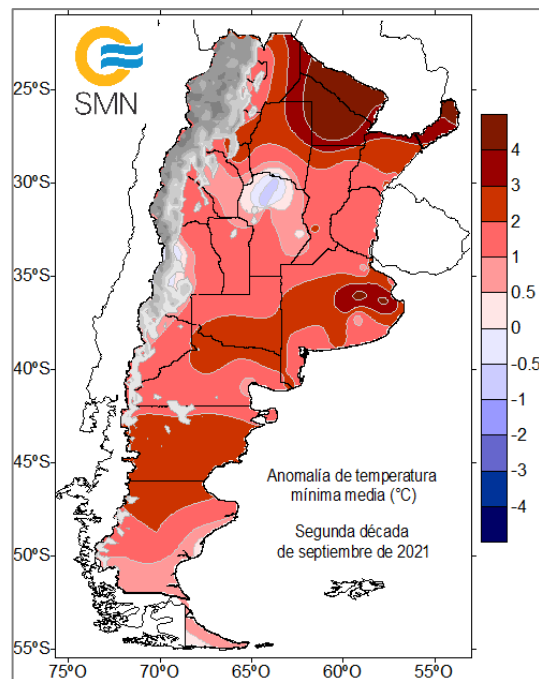 SMN
25ºS
30ºS
35ºS
40ºS
45ºS
50ºS
55ºS
75ºO
70ºO
65ºO
60ºO
55ºO
4
3
2
1
0.5
0
-0.5
-1
-2
-3
-4
Anomalía de temperatura
mínima media (°C)
Segunda década
de septiembre de 2021